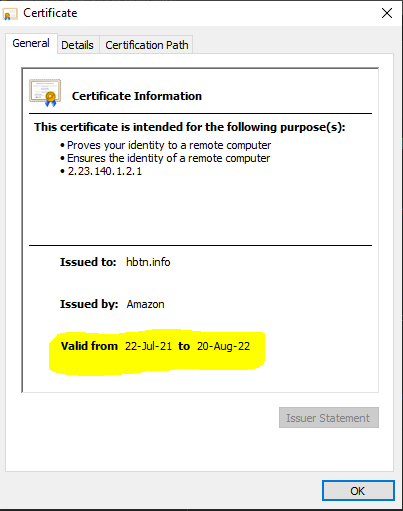 Certificate
General Details Certification Path
Certificate Information
This certificate is intended for the following purpose(s):
• Proves your identity to a remote computer
• Ensures the identity of a remote computer
• 2.23.140.1.2.1
Issued to: hbtn.info
Issued by: Amazon
Valid from 22-Jul-21 to 20-Aug-22
Issuer Statement
OK